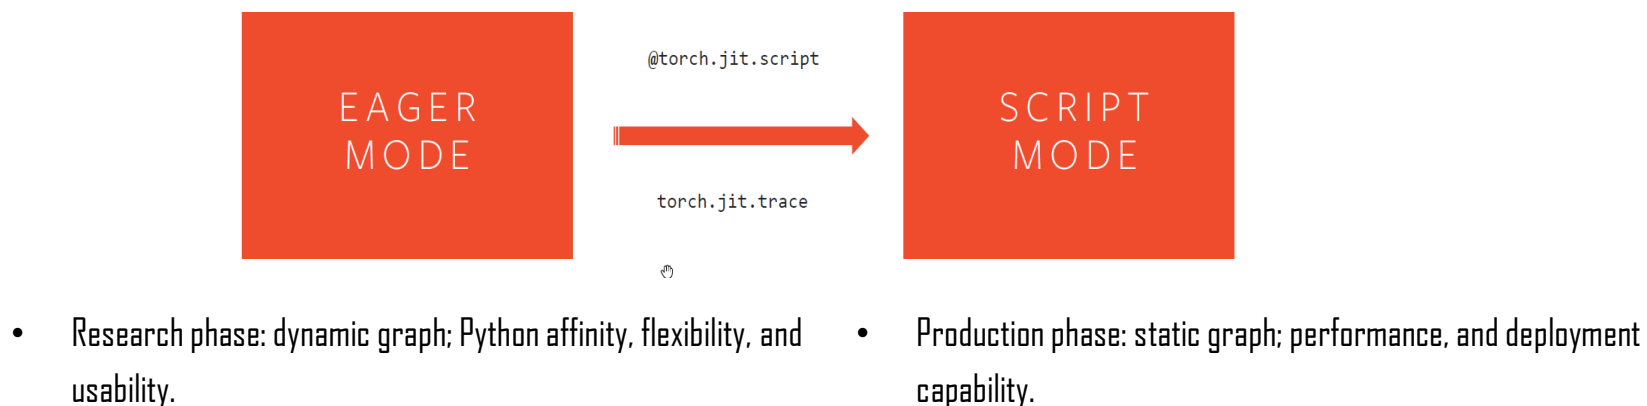 EAGER
MODE
@torch.jit.script
torch.jit.trace
SCRIPT
MODE
• Research phase: dynamic graph; Python affinity, flexibility, and
usability.
• Production phase: static graph; performance, and deployment
capability.